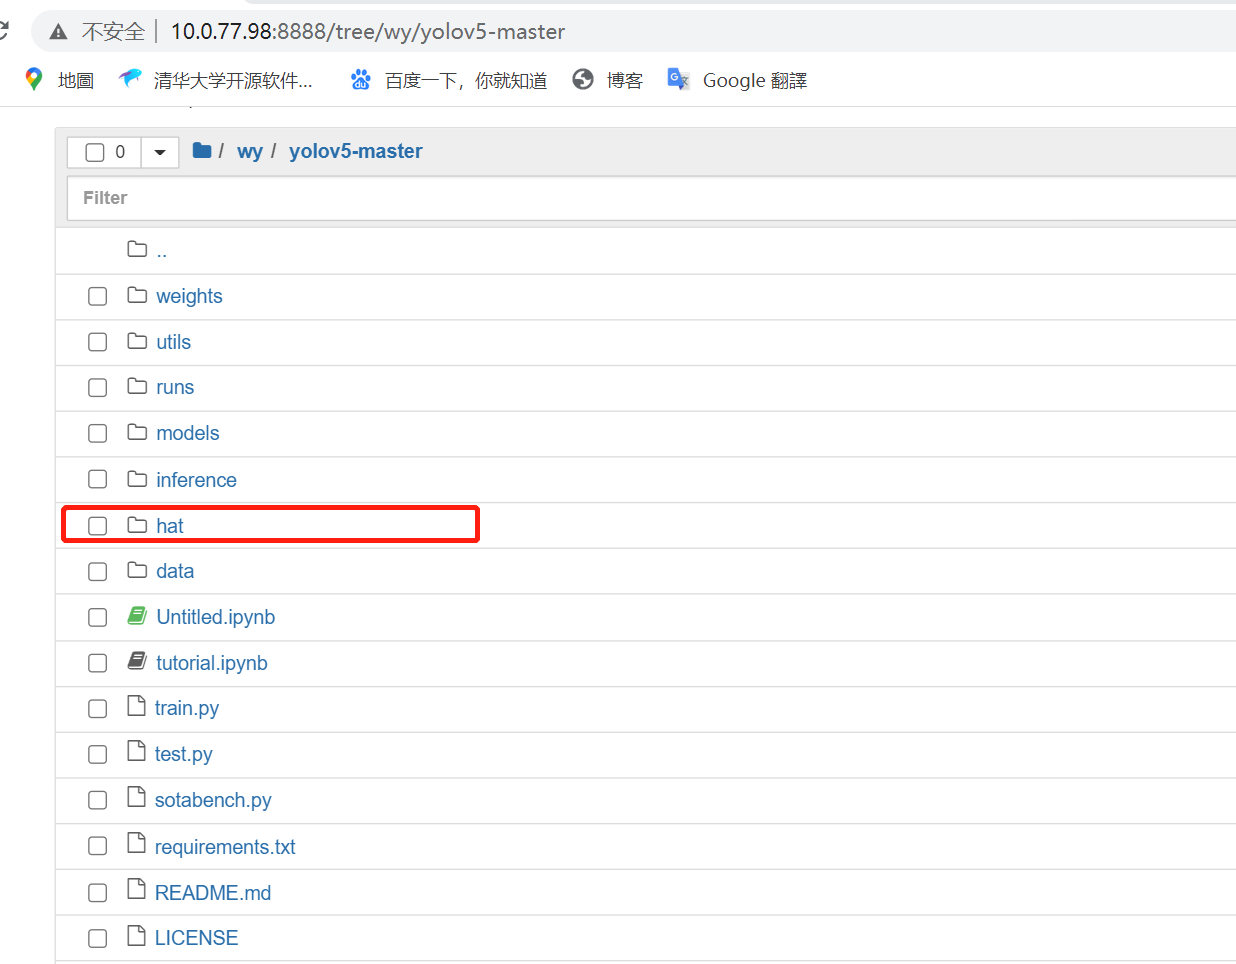 不安全 10.0.77.98:8888/tree/wy/yolov5-master
地圖 清华大学开源软件... 百度一下，你就知道 博客 Google 翻譯
0 / wy / yolov5-master
Filter
..
weights
utils
runs
models
inference
hat
data
Untitled.ipynb
tutorial.ipynb
train.py
test.py
sotabench.py
requirements.txt
README.md
LICENSE